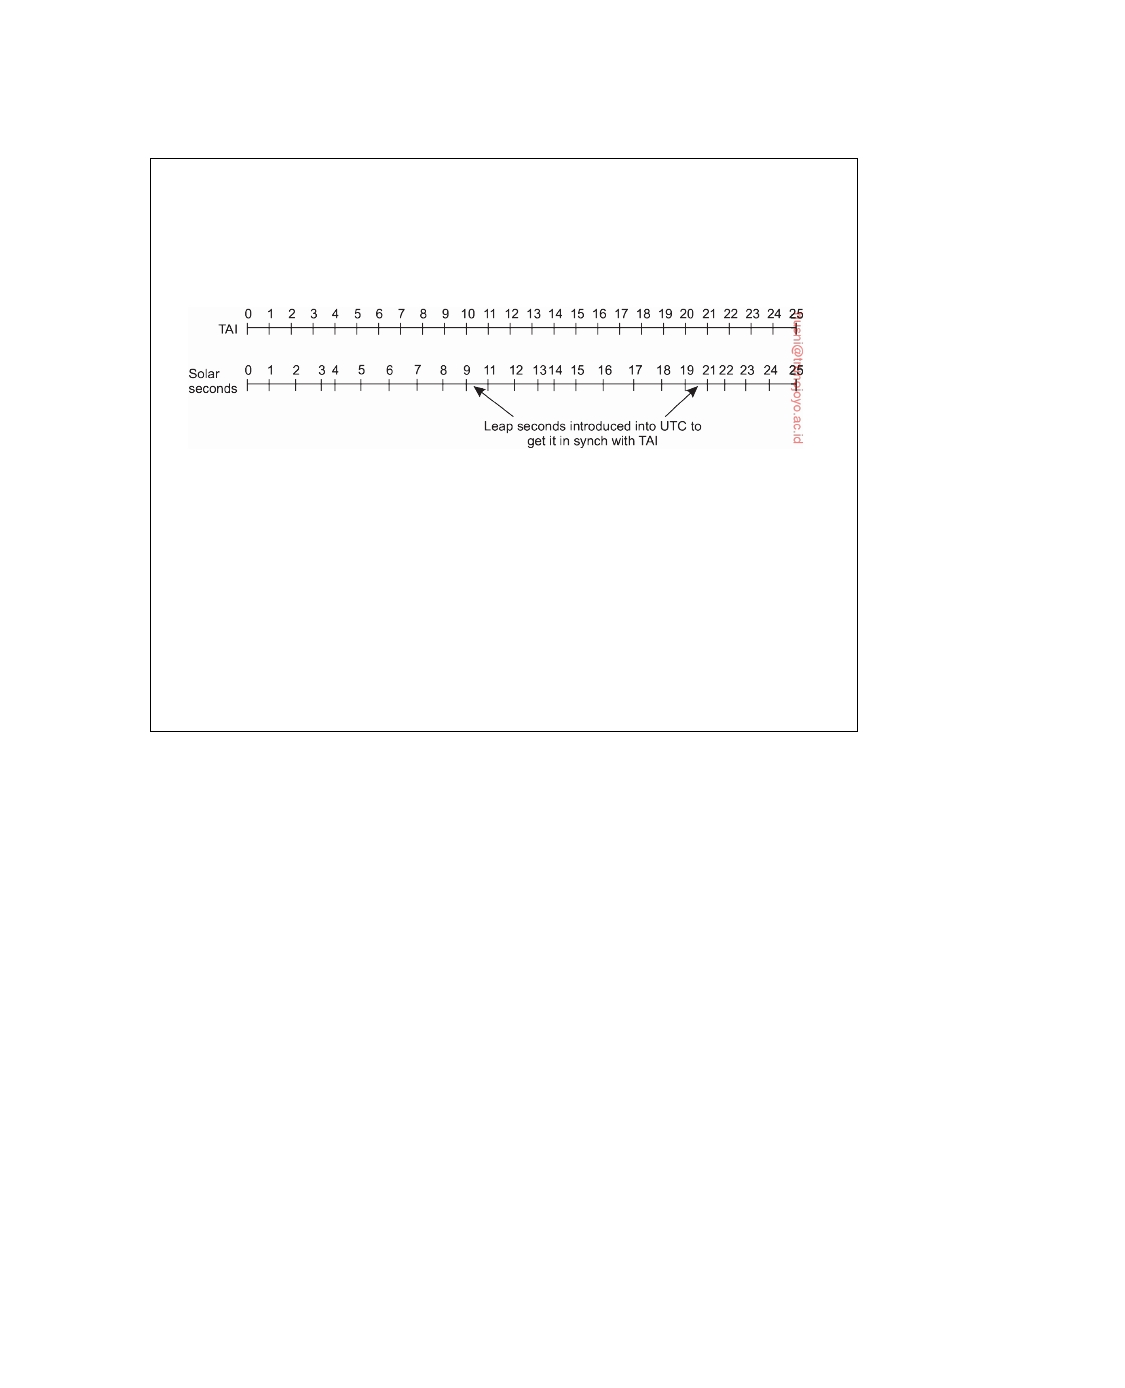 0 1 2 3 4 5 6 7 8 9 10 11 12 13 14 15 16 17 18 19 20 21 22 23 24 25
TAI
0 1 2 3 4 5 6 7 8 9 11 12 13 14 15 16 17 18 19 21 22 23 24 25
Solar
seconds
Leap seconds introduced into UTC to
get it in synch with TAI